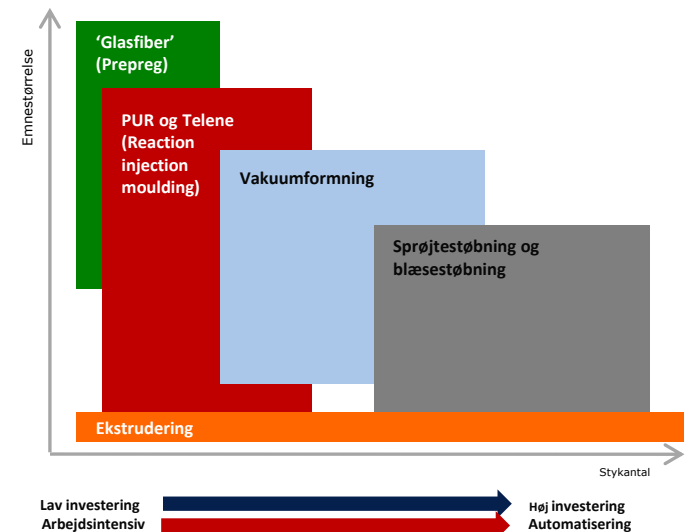 Emnestørrelse
‘Glasfiber’
(Prepreg)
PUR og Telene
(Reaction
injection
moulding)
Vakuumformning
Sprøjtestøbning og
blæsestøbning
Ekstrudering
Stykantal
Lav investering
Høj investering
Arbejdsintensiv
Automatisering